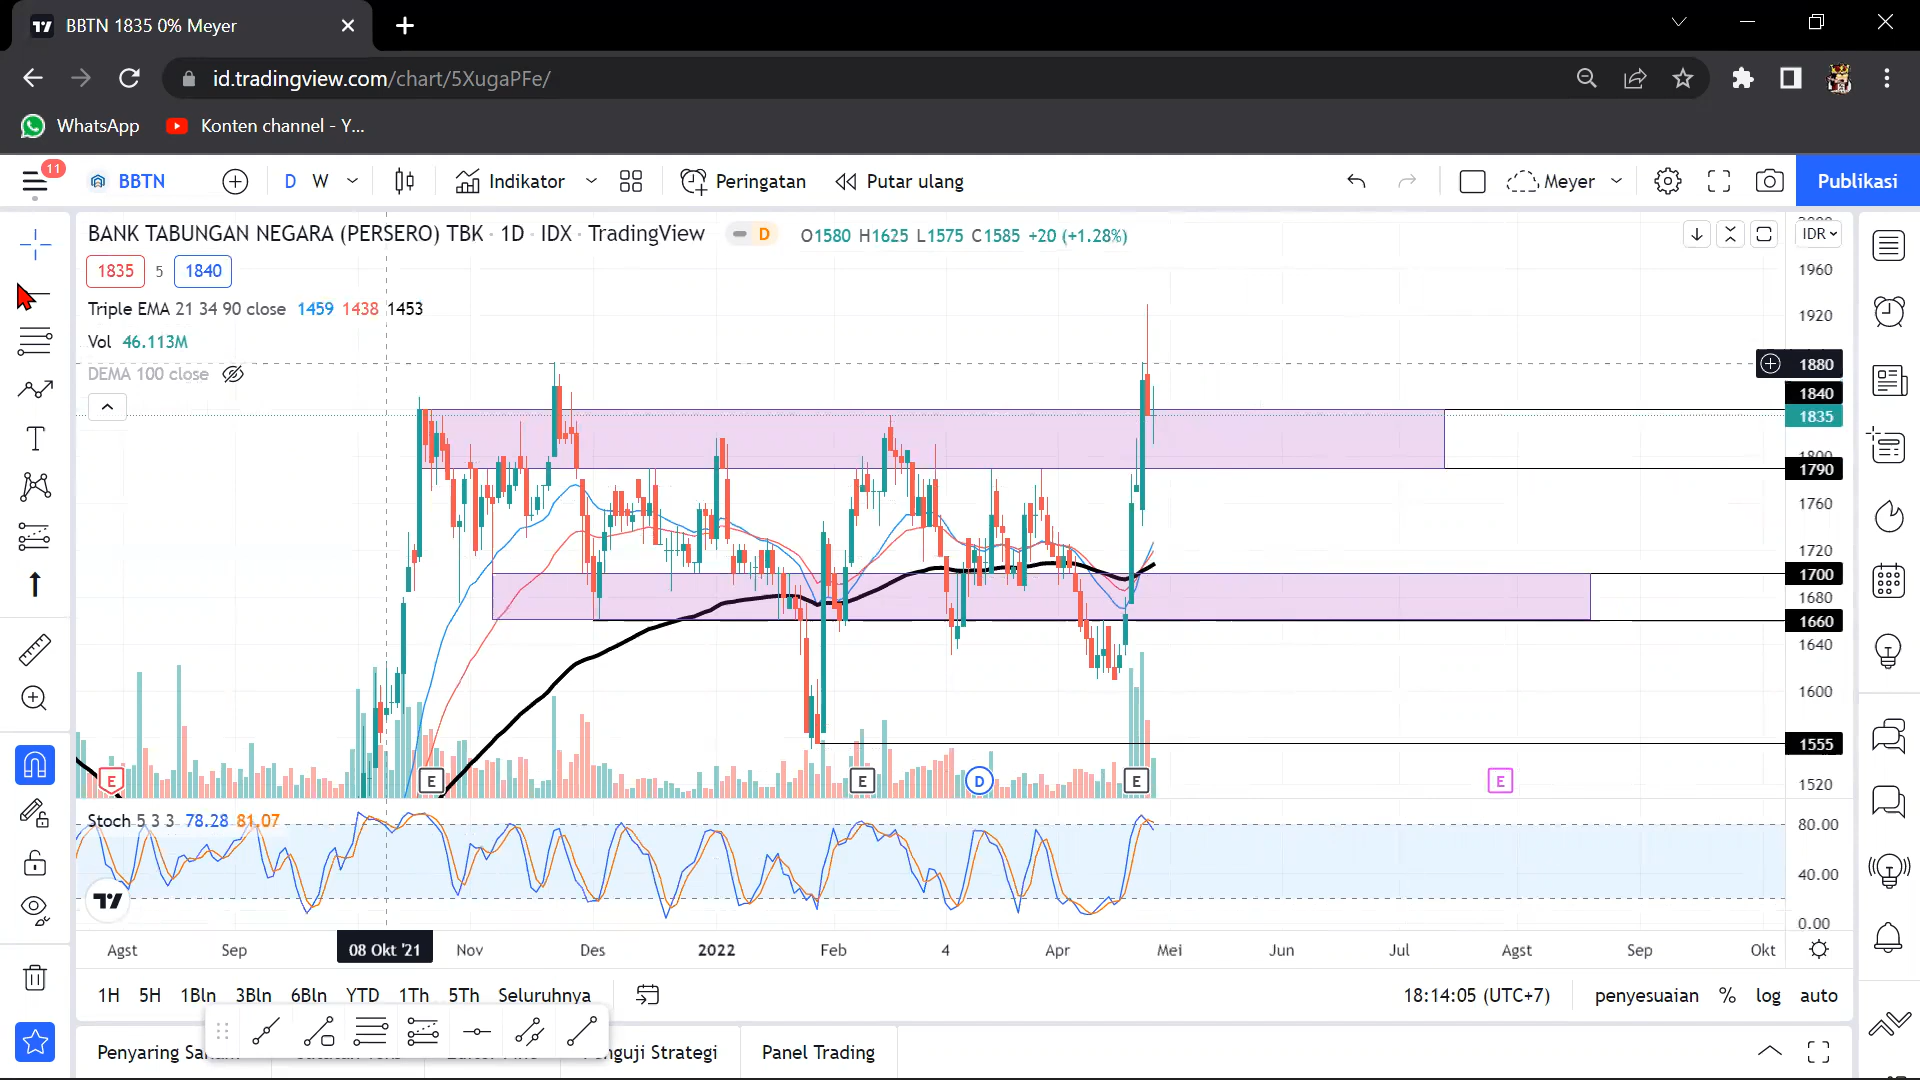 BBTN 1835 0% Meyer
id.tradingview.com/chart/5XugaPFe/
WhatsApp
Konten channel - Y...
11
BBTN
D W
Indikator
Peringatan
Putar ulang
Meyer
Publikasi
BANK TABUNGAN NEGARA (PERSERO) TBK · 1D · IDX · TradingView
D
O1580 H1625 L1575 C1585 +20 (+1.28%)
IDR
1835 5 1840
Triple EMA 21 34 90 close 1459 1438 1453
Vol 46.113M
DEMA 100 close
1960
1920
1880
1840
1835
1790
1760
1720
1700
1680
1660
1640
1600
1555
1520
E E E D E E
Stoch 5 3 3 78.28 81.07
80.00
40.00
0.00
Agst Sep 08 Okt '21 Nov Des 2022 Feb 4 Apr Mei Jun Jul Agst Sep Okt
1H 5H 1Bln 3Bln 6Bln YTD 1Th 5Th Seluruhnya
18:14:05 (UTC+7) penyesuaian % log auto
Penyaring
Strategi
Panel Trading